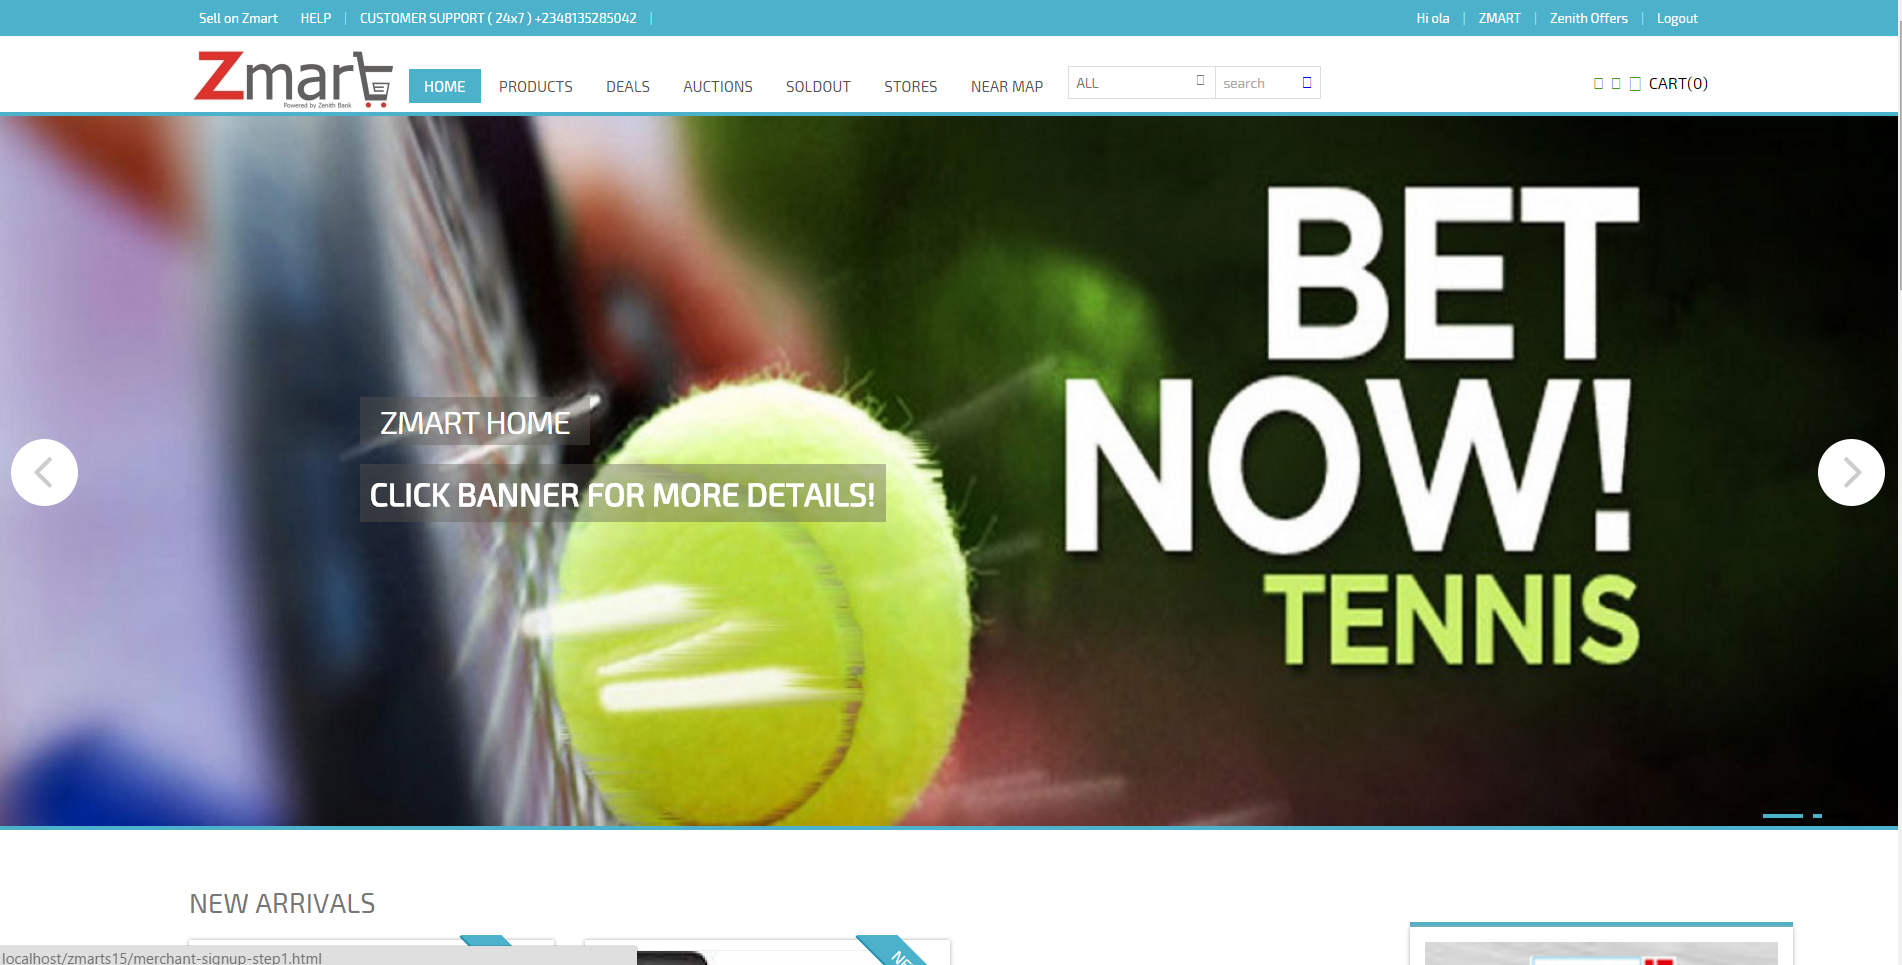 Sell on Zmart HELP | CUSTOMER SUPPORT ( 24x7 ) +2348135285042 |
Hi ola | ZMART | Zenith Offers | Logout
Zmart
Powered by Zenith Bank
HOME PRODUCTS DEALS AUCTIONS SOLDOUT STORES NEAR MAP
ALL
search
CART(0)
BET
NOW!
TENNIS
ZMART HOME
CLICK BANNER FOR MORE DETAILS!
NEW ARRIVALS
localhost/zmarts15/merchant-signup-step1.html